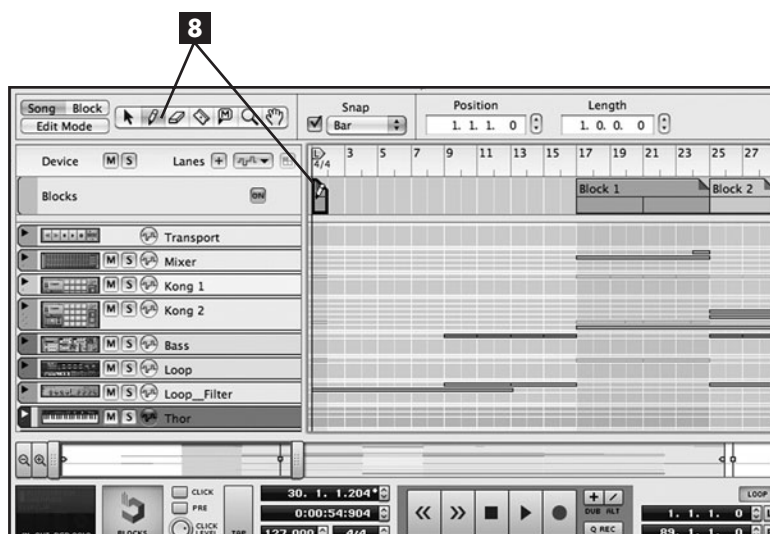 8
Song Block
Edit Mode
Snap
Bar
Position
1. 1. 1. 0
Length
1. 0. 0. 0
Device M S Lanes
4/4
3 5 7 9 11 13 15 17 19 21 23 25 27
Blocks ON
Block 1 Block 2
Transport
M S Mixer
M S Kong 1
M S Kong 2
M S Bass
M S Loop
M S Loop__Filter
M S Thor
BLOCKS
CLICK
PRE
CLICK
LEVEL
TAP
30. 1. 1.204*
0:00:54:904
127.000 4/4
DUB ALT
Q REC
LOOP
1. 1. 1. 0 L
89. 1. 1. 0